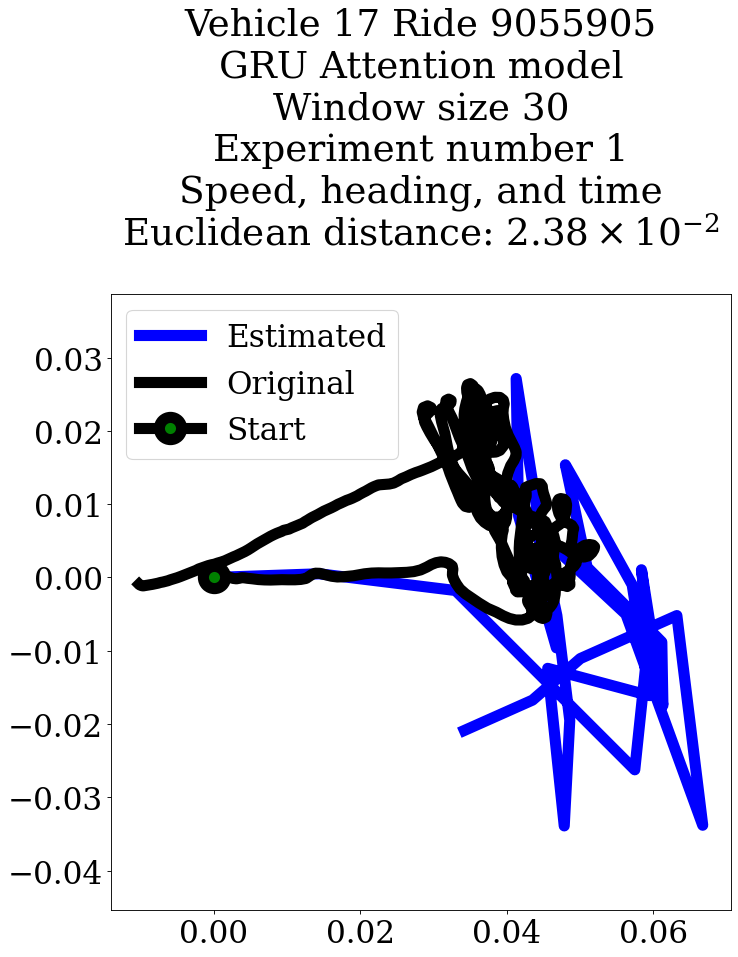 Vehicle 17 Ride 9055905
GRU Attention model
Window size 30
Experiment number 1
Speed, heading, and time
Euclidean distance: 2.38 × 10⁻²
Estimated
Original
Start
0.03
0.02
0.01
0.00
−0.01
−0.02
−0.03
−0.04
0.00 0.02 0.04 0.06